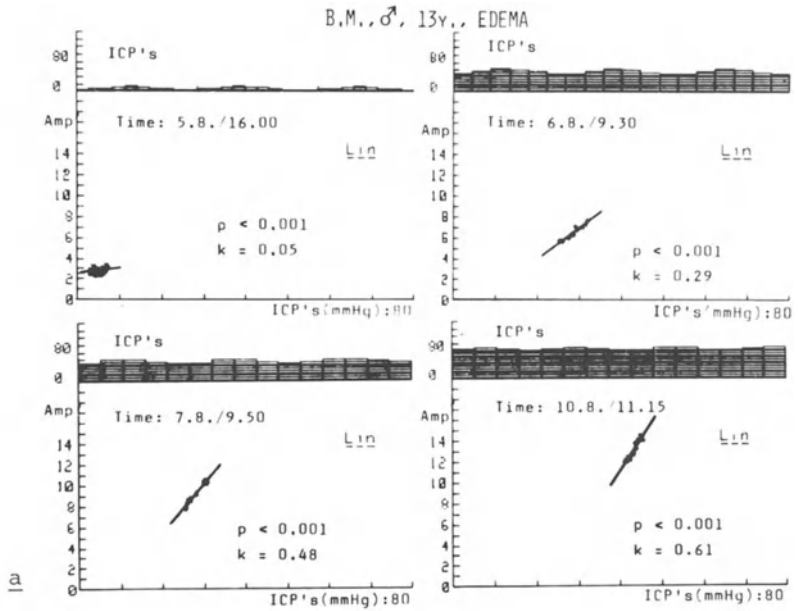 B.M., ♂, 13y., EDEMA
ICP's
80
0
Amp
Time: 5.8./16.00
Lin
14
12
10
8
6
4
2
0
p < 0.001
k = 0.05
ICP's(mmHg):80
ICP's
80
0
Amp
Time: 6.8./9.30
Lin
14
12
10
8
6
4
2
0
p < 0.001
k = 0.29
ICP's(mmHg):80
ICP's
80
0
Amp
Time: 7.8./9.50
Lin
14
12
10
8
6
4
2
0
p < 0.001
k = 0.48
ICP's(mmHg):80
ICP's
80
0
Amp
Time: 10.8./11.15
Lin
14
12
10
8
6
4
2
0
p < 0.001
k = 0.61
ICP's(mmHg):80
a